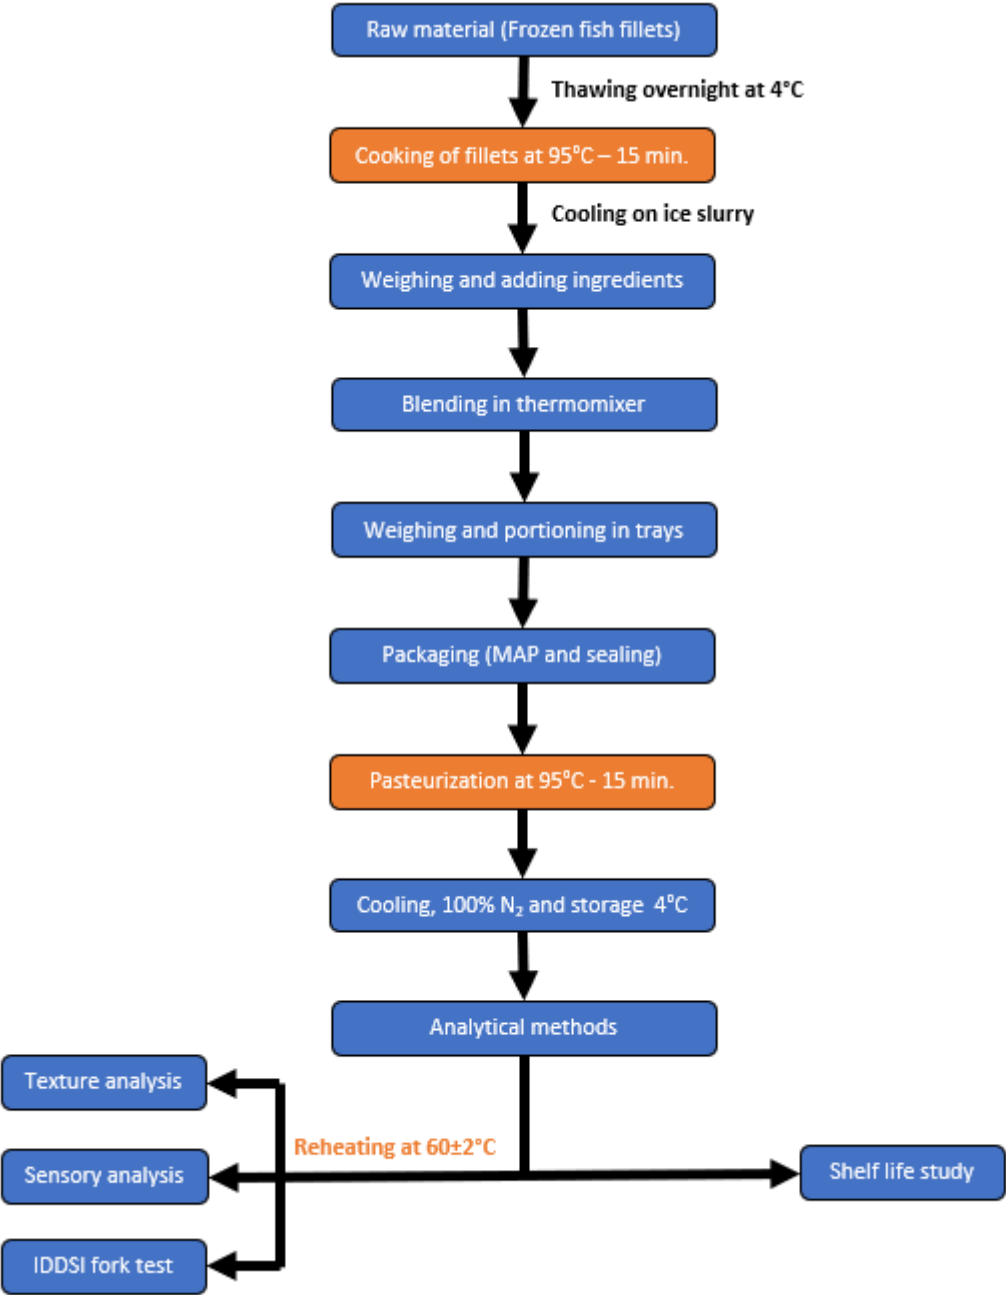 Raw material (Frozen fish fillets)
Thawing overnight at 4°C
Cooking of fillets at 95⁰C – 15 min.
Cooling on ice slurry
Weighing and adding ingredients
Blending in thermomixer
Weighing and portioning in trays
Packaging (MAP and sealing)
Pasteurization at 95⁰C - 15 min.
Cooling, 100% N₂ and storage 4⁰C
Analytical methods
Texture analysis
Reheating at 60±2°C
Sensory analysis
Shelf life study
IDDSI fork test